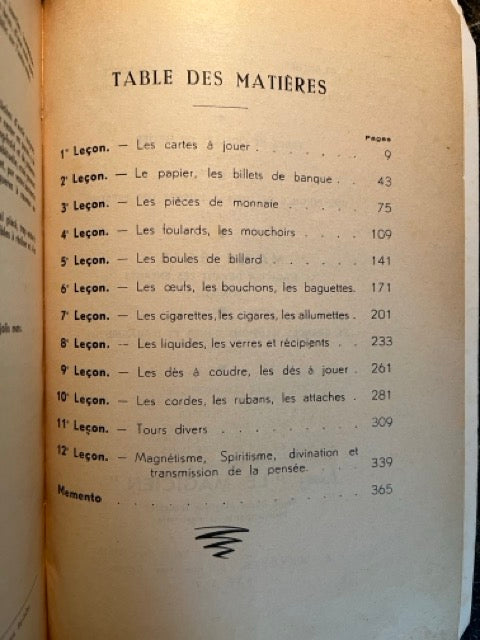 TABLE DES MATIÈRES
Pages
1e Leçon. — Les cartes à jouer . . . . . . . 9
2e Leçon. — Le papier, les billets de banque . . 43
3e Leçon. — Les pièces de monnaie . . . . . 75
4e Leçon. — Les foulards, les mouchoirs . . . . 109
5e Leçon. — Les boules de billard . . . . . . 141
6e Leçon. — Les œufs, les bouchons, les baguettes. 171
7e Leçon. — Les cigarettes, les cigares, les allumettes . 201
8e Leçon. — Les liquides, les verres et récipients . . 233
9e Leçon. — Les dés à coudre, les dés à jouer . 261
10e Leçon. — Les cordes, les rubans, les attaches . 281
11e Leçon. — Tours divers . . . . . . . . 309
12e Leçon. — Magnétisme, Spiritisme, divination et
transmission de la pensée. 339
Memento . . . . . . . . . . . . . . 365